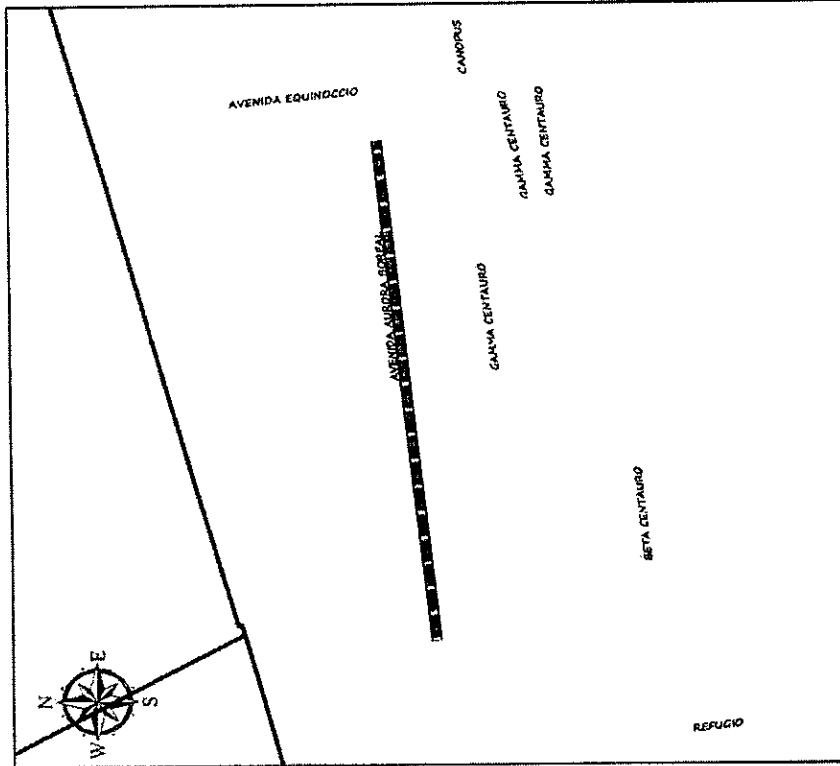 CANOPUS
AVENIDA EQUINOCCIO
GAMMA CENTAURO
GAMMA CENTAURO
AVENIDA AURORA BOREAL
GAMMA CENTAURO
BETA CENTAURO
N
E
W
S
REFUGIO